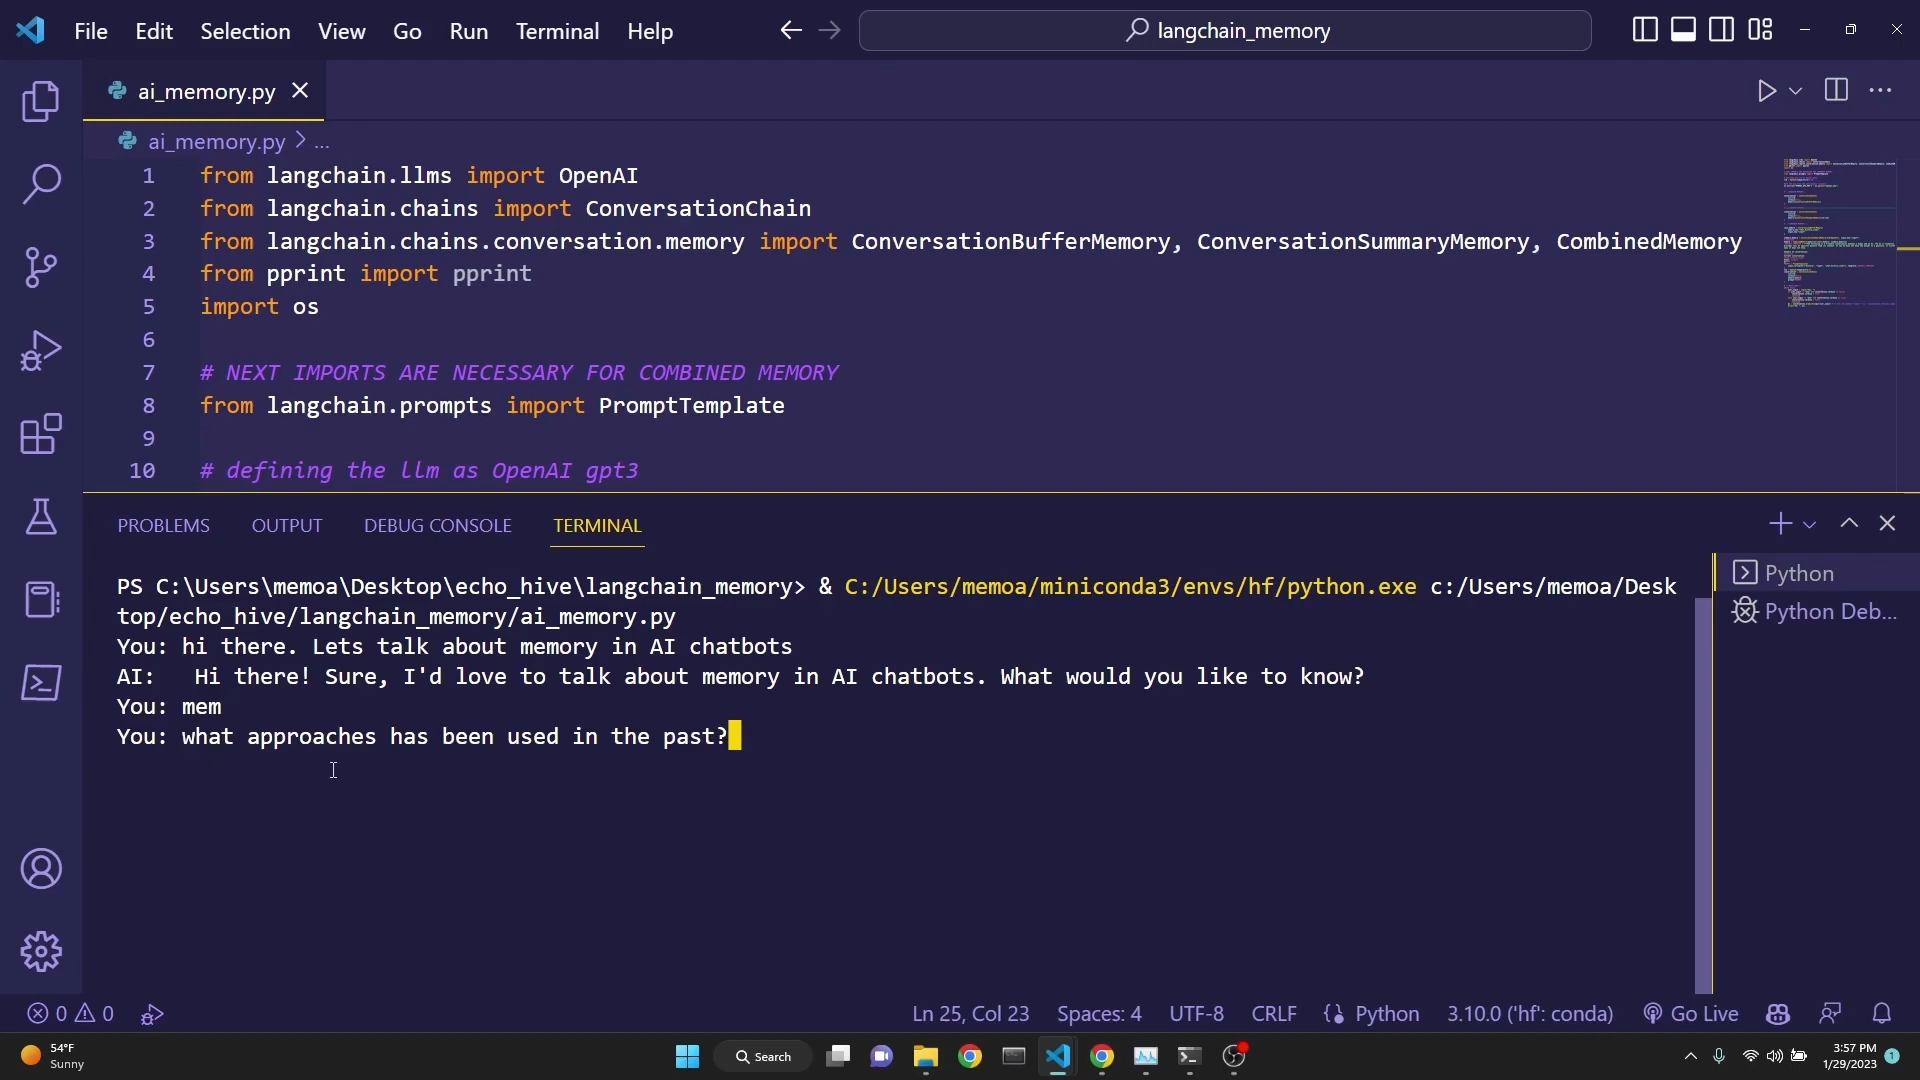 File Edit Selection View Go Run Terminal Help
langchain_memory
ai_memory.py
ai_memory.py > ...
1 from langchain.llms import OpenAI
2 from langchain.chains import ConversationChain
3 from langchain.chains.conversation.memory import ConversationBufferMemory, ConversationSummaryMemory, CombinedMemory
4 from pprint import pprint
5 import os
6
7 # NEXT IMPORTS ARE NECESSARY FOR COMBINED MEMORY
8 from langchain.prompts import PromptTemplate
9
10 # defining the llm as OpenAI gpt3
PROBLEMS OUTPUT DEBUG CONSOLE TERMINAL
PS C:\Users\memoa\Desktop\echo_hive\langchain_memory> & C:/Users/memoa/miniconda3/envs/hf/python.exe c:/Users/memoa/Desk
top/echo_hive/langchain_memory/ai_memory.py
You: hi there. Lets talk about memory in AI chatbots
AI:   Hi there! Sure, I'd love to talk about memory in AI chatbots. What would you like to know?
You: mem
You: what approaches has been used in the past?
Python
Python Deb...
0 0 Ln 25, Col 23 Spaces: 4 UTF-8 CRLF Python 3.10.0 ('hf': conda) Go Live
54°F
Sunny
Search
3:57 PM
1/29/2023
1